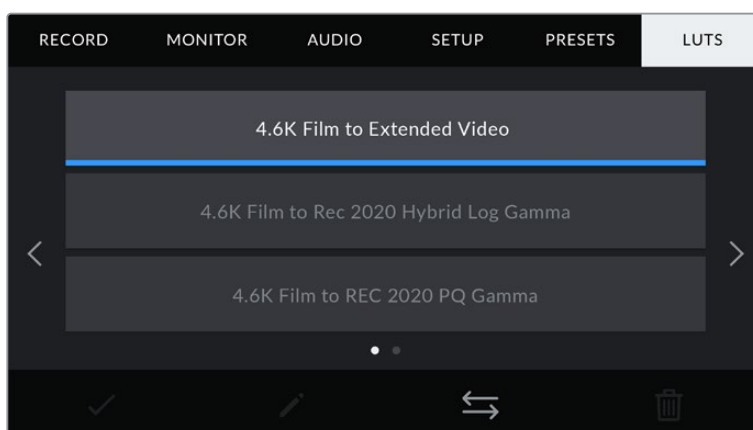 RECORD MONITOR AUDIO SETUP PRESETS LUTS
4.6K Film to Extended Video
4.6K Film to Rec 2020 Hybrid Log Gamma
4.6K Film to REC 2020 PQ Gamma